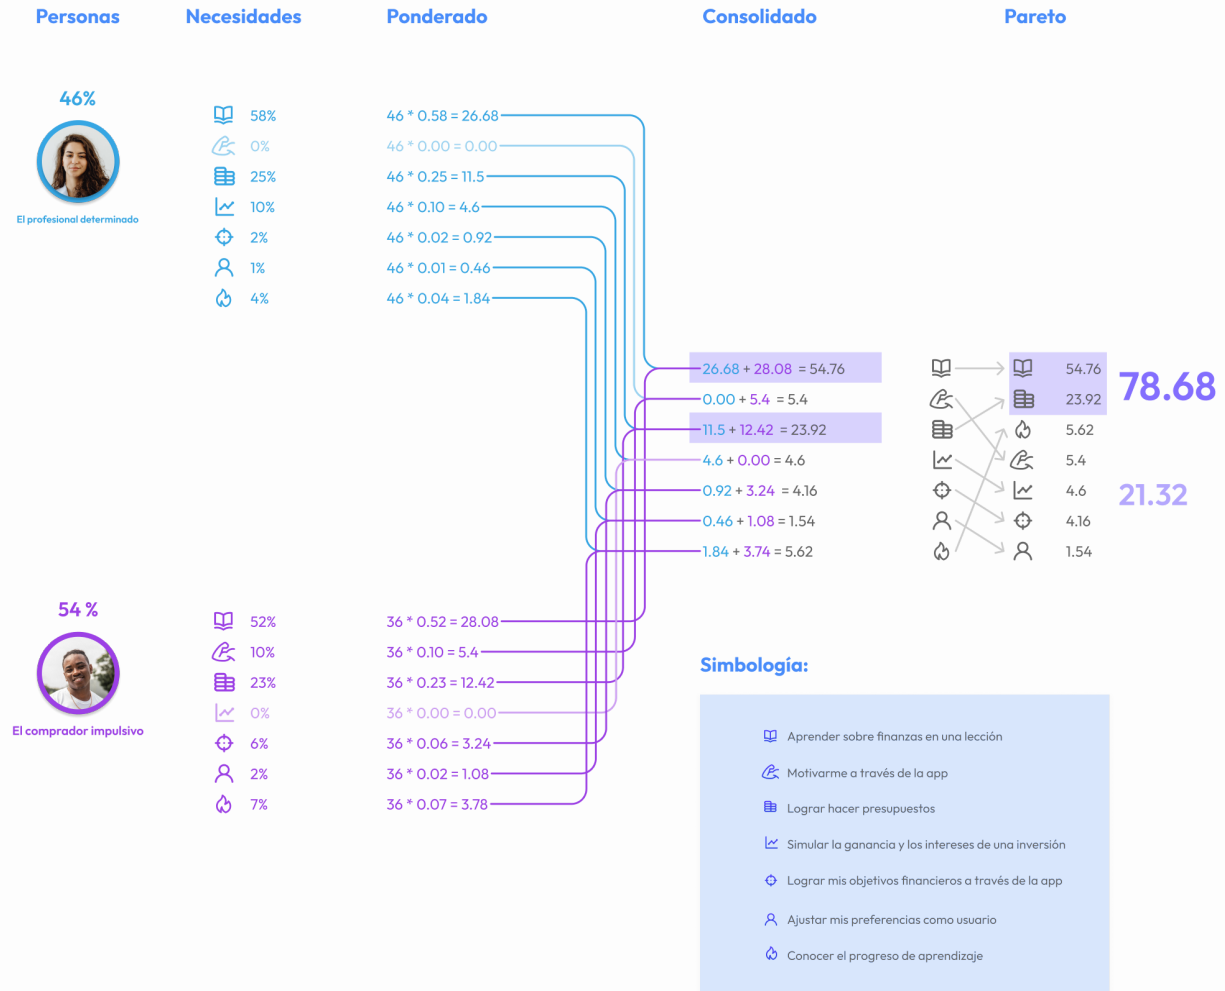 Personas Necesidades Ponderado Consolidado Pareto
46%
El profesional determinado
58% 46 * 0.58 = 26.68
0% 46 * 0.00 = 0.00
25% 46 * 0.25 = 11.5
10% 46 * 0.10 = 4.6
2% 46 * 0.02 = 0.92
1% 46 * 0.01 = 0.46
4% 46 * 0.04 = 1.84
26.68 + 28.08 = 54.76 54.76
0.00 + 5.4 = 5.4 23.92
11.5 + 12.42 = 23.92 5.62
4.6 + 0.00 = 4.6 5.4
0.92 + 3.24 = 4.16 4.6
0.46 + 1.08 = 1.54 4.16
1.84 + 3.74 = 5.62 1.54
78.68
21.32
54 %
El comprador impulsivo
52% 36 * 0.52 = 28.08
10% 36 * 0.10 = 5.4
23% 36 * 0.23 = 12.42
0% 36 * 0.00 = 0.00
6% 36 * 0.06 = 3.24
2% 36 * 0.02 = 1.08
7% 36 * 0.07 = 3.78
Simbología:
Aprender sobre finanzas en una lección
Motivarme a través de la app
Lograr hacer presupuestos
Simular la ganancia y los intereses de una inversión
Lograr mis objetivos financieros a través de la app
Ajustar mis preferencias como usuario
Conocer el progreso de aprendizaje